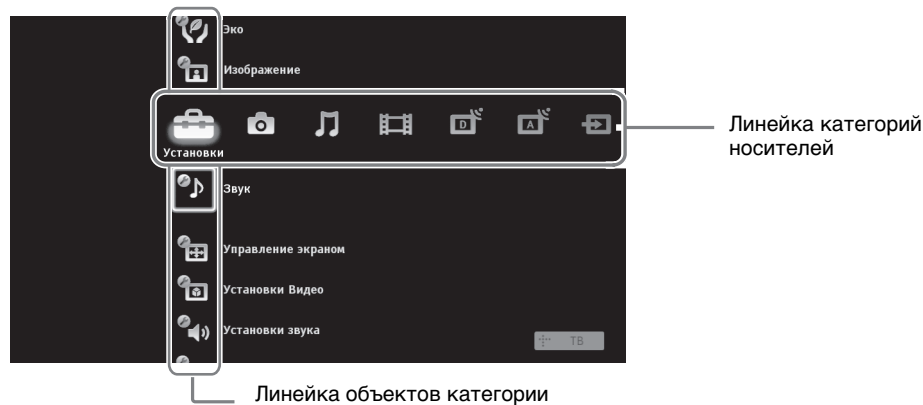 Эко
Изображение
D
A
Установки
Линейка категорий
носителей
Звук
Управление экраном
Установки Видео
Установки звука
ТВ
Линейка объектов категории